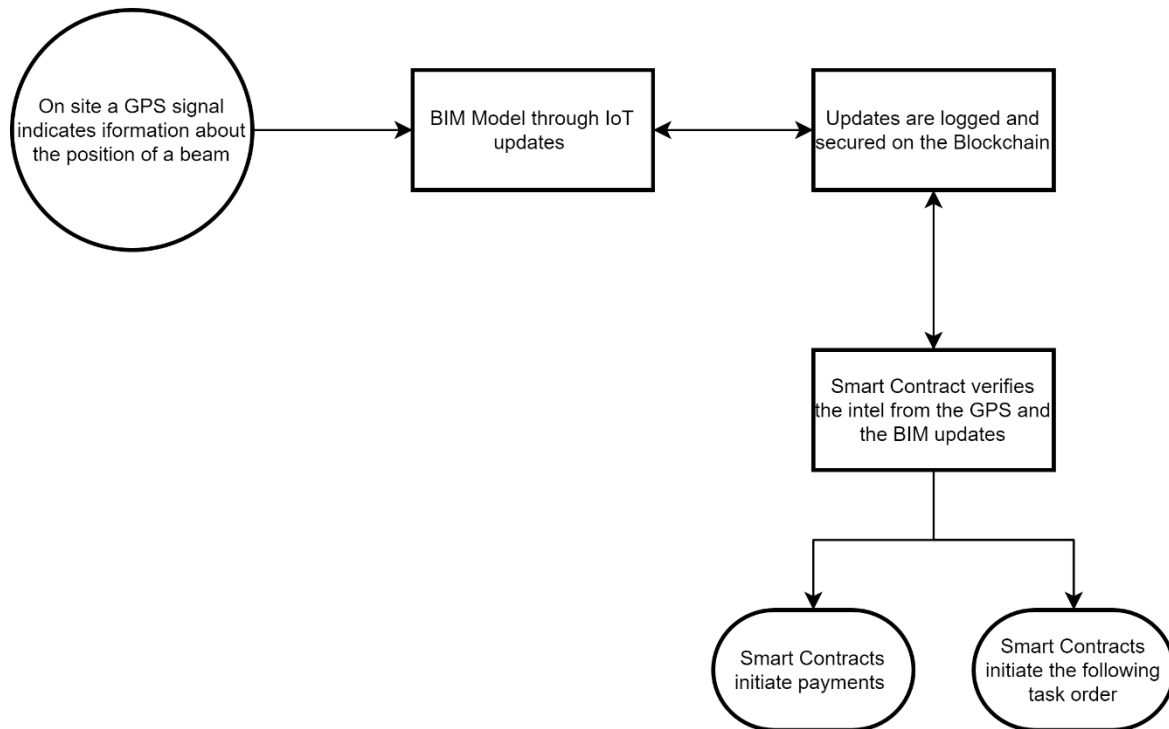 On site a GPS signal
indicates iformation about
the position of a beam
BIM Model through IoT
updates
Updates are logged and
secured on the Blockchain
Smart Contract verifies
the intel from the GPS and
the BIM updates
Smart Contracts
initiate payments
Smart Contracts
initiate the following
task order